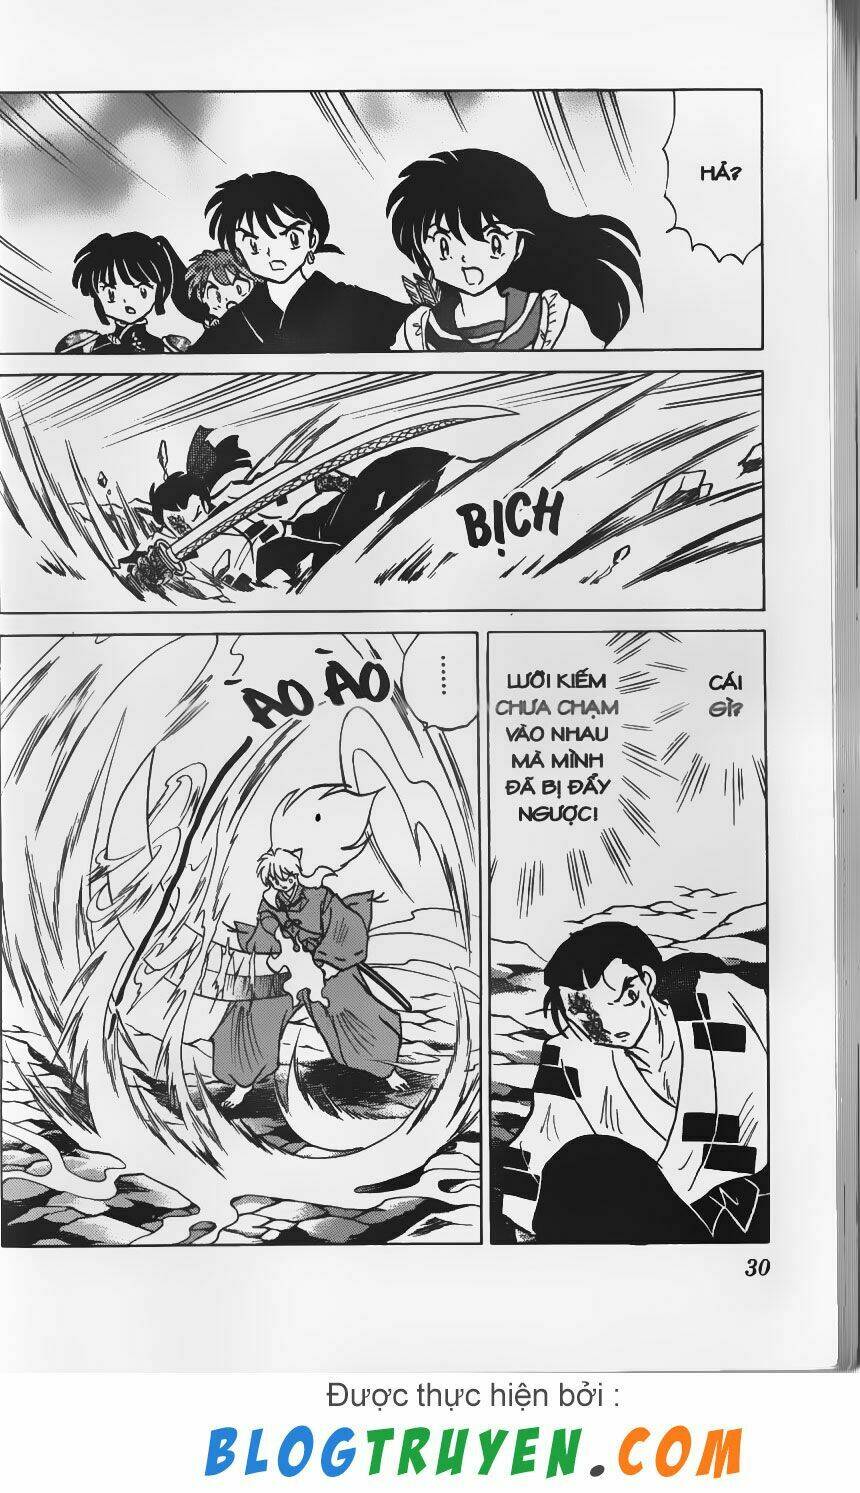 HẢ?
BỊCH
CÁI
GÌ?
LƯỠI KIẾM
CHƯA CHẠM
VÀO NHAU
MÀ MÌNH
ĐÃ BỊ ĐẨY
NGƯỢC!
........
ÀO ÀO
30
Được thực hiện bởi :
BLOGTRUYEN.COM